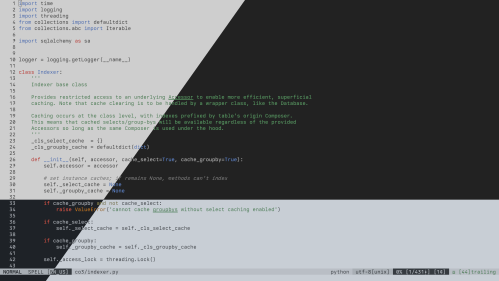 1 import time
2 import logging
3 import threading
4 from collections import defaultdict
5 from collections.abc import Iterable
6
7 import sqlalchemy as sa
8
9
10 logger = logging.getLogger(__name__)
11
12 class Indexer:
13 '''
14 Indexer base class
15
16 Provides restricted access to an underlying Accessor to enable more efficient, superficial
17 caching. Note that cache clearing is to be handled by a wrapper class, like the Database.
18
19 Caching occurs at the class level, with indexes prefixed by table's origin Composer.
20 This means that cached selects/group-bys will be available regardless of the provided
21 Accessors so long as the same Composer is used under the hood.
22 '''
23 _cls_select_cache = {}
24 _cls_groupby_cache = defaultdict(dict)
25
26 def __init__(self, accessor, cache_select=True, cache_groupby=True):
27 self.accessor = accessor
28
29 # set instance caches; if remains None, methods can't index
30 self._select_cache = None
31 self._groupby_cache = None
32
33 if cache_groupby and not cache_select:
34 raise ValueError('cannot cache groupbys without select caching enabled')
35
36 if cache_select:
37 self._select_cache = self._cls_select_cache
38
39 if cache_groupby:
40 self._groupby_cache = self._cls_groupby_cache
41
42 self._access_lock = threading.Lock()
43
NORMAL SPELL co3/indexer.py python utf-8[unix] 0% [1/431]